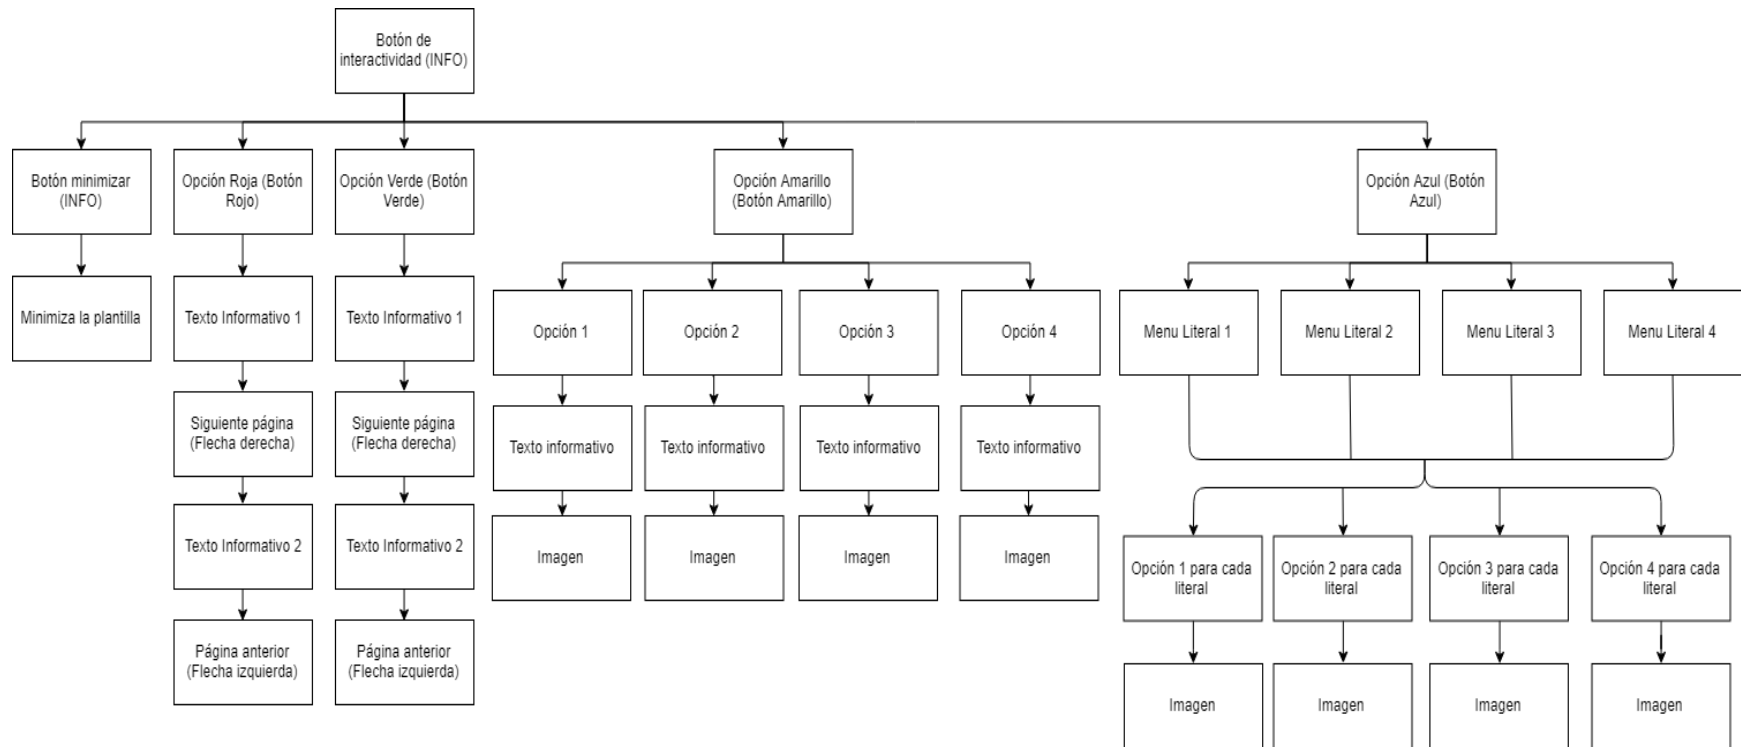 Botón de
interactividad (INFO)
Botón minimizar
(INFO)
Opción Roja (Botón
Rojo)
Opción Verde (Botón
Verde)
Opción Amarillo
(Botón Amarillo)
Opción Azul (Botón
Azul)
Minimiza la plantilla
Texto Informativo 1
Texto Informativo 1
Opción 1
Opción 2
Opción 3
Opción 4
Menu Literal 1
Menu Literal 2
Menu Literal 3
Menu Literal 4
Siguiente página
(Flecha derecha)
Siguiente página
(Flecha derecha)
Texto informativo
Texto informativo
Texto informativo
Texto informativo
Texto Informativo 2
Texto Informativo 2
Imagen
Imagen
Imagen
Imagen
Opción 1 para cada
literal
Opción 2 para cada
literal
Opción 3 para cada
literal
Opción 4 para cada
literal
Página anterior
(Flecha izquierda)
Página anterior
(Flecha izquierda)
Imagen
Imagen
Imagen
Imagen